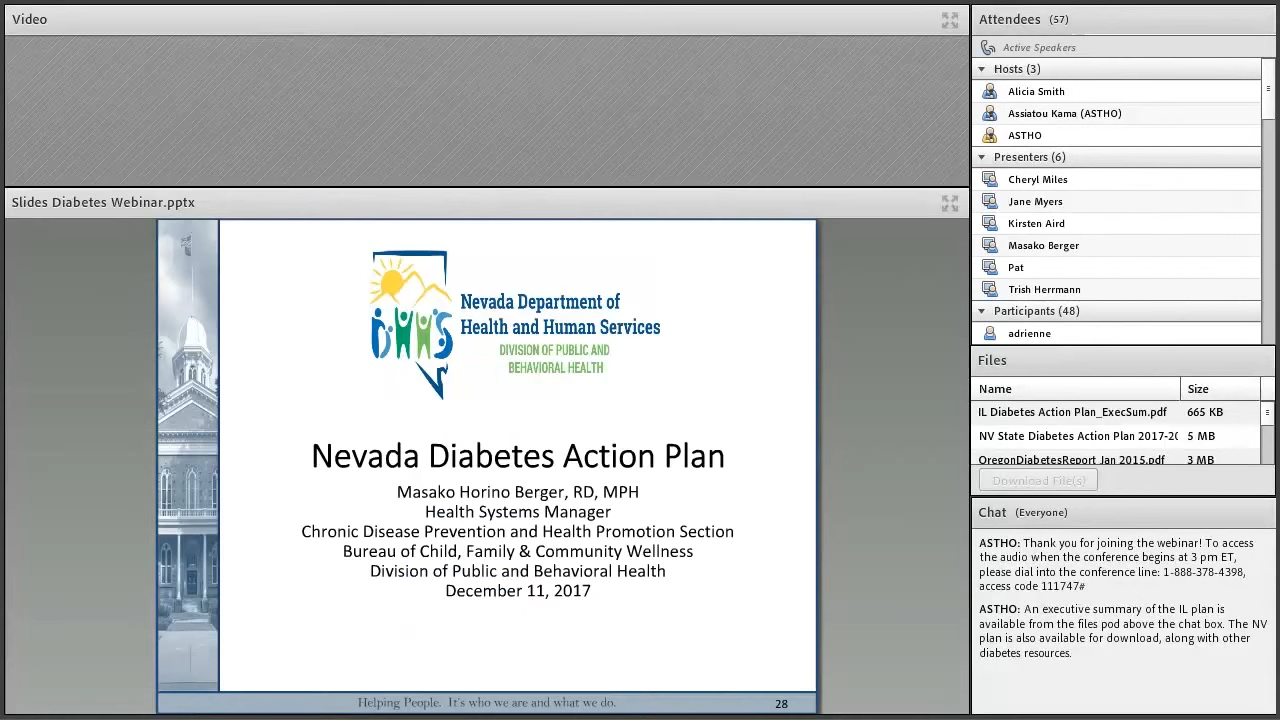 Video
Slides Diabetes Webinar.pptx
Nevada Department of
Health and Human Services
DIVISION OF PUBLIC AND
BEHAVIORAL HEALTH
DHHS
Nevada Diabetes Action Plan
Masako Horino Berger, RD, MPH
Health Systems Manager
Chronic Disease Prevention and Health Promotion Section
Bureau of Child, Family & Community Wellness
Division of Public and Behavioral Health
December 11, 2017
Helping People. It's who we are and what we do.
28
Attendees (57)
Active Speakers
Hosts (3)
Alicia Smith
Assiatou Kama (ASTHO)
ASTHO
Presenters (6)
Cheryl Miles
Jane Myers
Kirsten Aird
Masako Berger
Pat
Trish Herrmann
Participants (48)
adrienne
Files
Name Size
IL Diabetes Action Plan_ExecSum.pdf 665 KB
NV State Diabetes Action Plan 2017-20 5 MB
OregonDiabetesReport Jan 2015.pdf 3 MB
Download File(s)
Chat (Everyone)
ASTHO: Thank you for joining the webinar! To access
the audio when the conference begins at 3 pm ET,
please dial into the conference line: 1-888-378-4398,
access code 111747#
ASTHO: An executive summary of the IL plan is
available from the files pod above the chat box. The NV
plan is also available for download, along with other
diabetes resources.